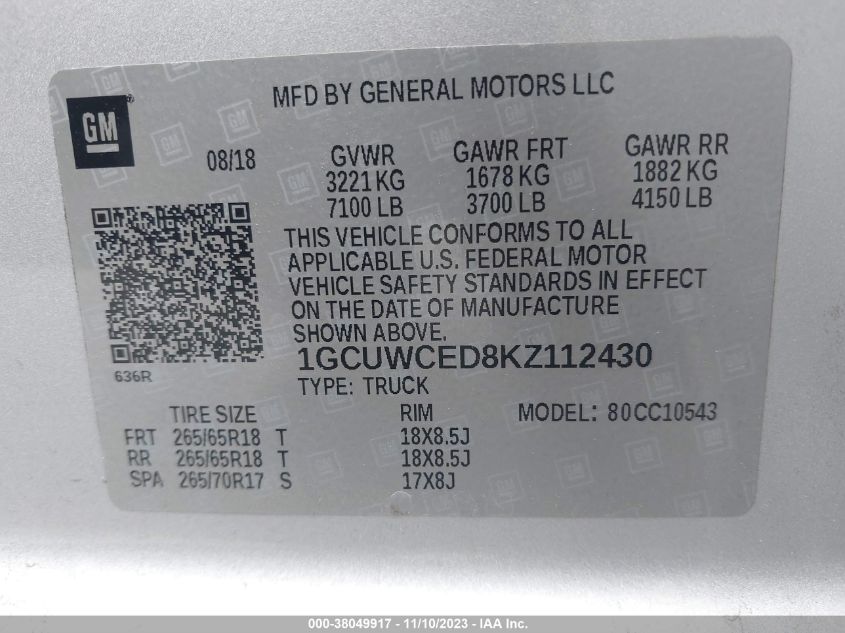 MFD BY GENERAL MOTORS LLC
GM
08/18 GVWR GAWR FRT GAWR RR
3221 KG 1678 KG 1882 KG
7100 LB 3700 LB 4150 LB
THIS VEHICLE CONFORMS TO ALL
APPLICABLE U.S. FEDERAL MOTOR
VEHICLE SAFETY STANDARDS IN EFFECT
ON THE DATE OF MANUFACTURE
SHOWN ABOVE.
1GCUWCED8KZ112430
636R
TYPE: TRUCK
TIRE SIZE RIM MODEL: 80CC10543
FRT 265/65R18 T 18X8.5J
RR 265/65R18 T 18X8.5J
SPA 265/70R17 S 17X8J
000-38049917 - 11/10/2023 - IAA Inc.